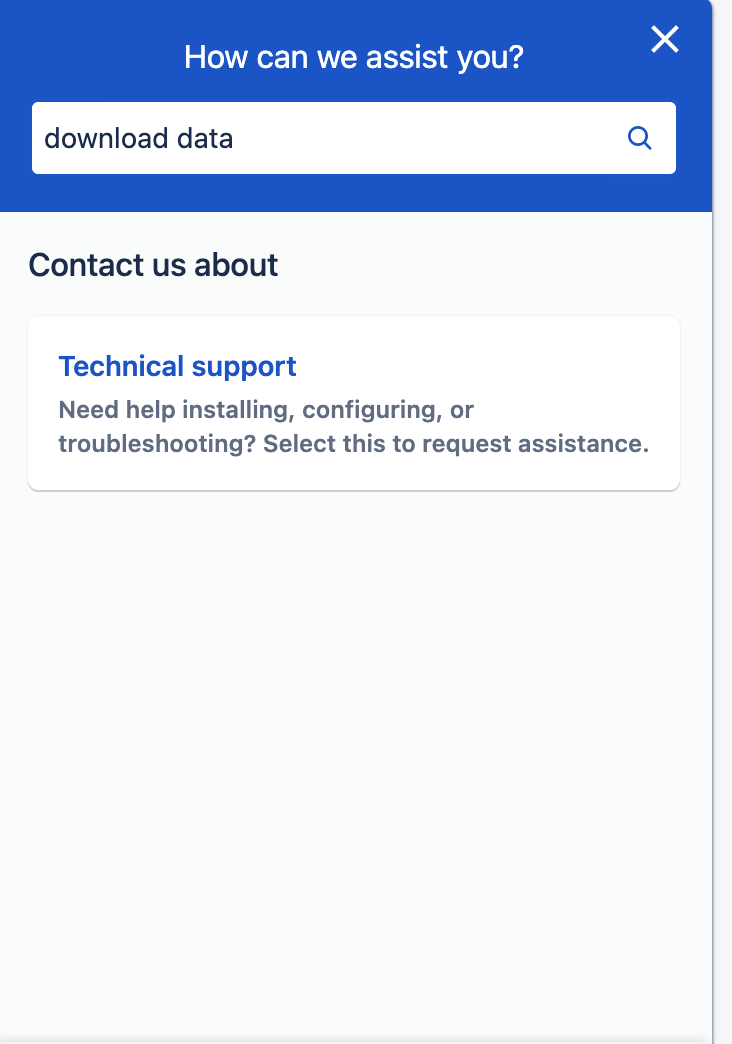 How can we assist you?
download data
Contact us about
Technical support
Need help installing, configuring, or
troubleshooting? Select this to request assistance.